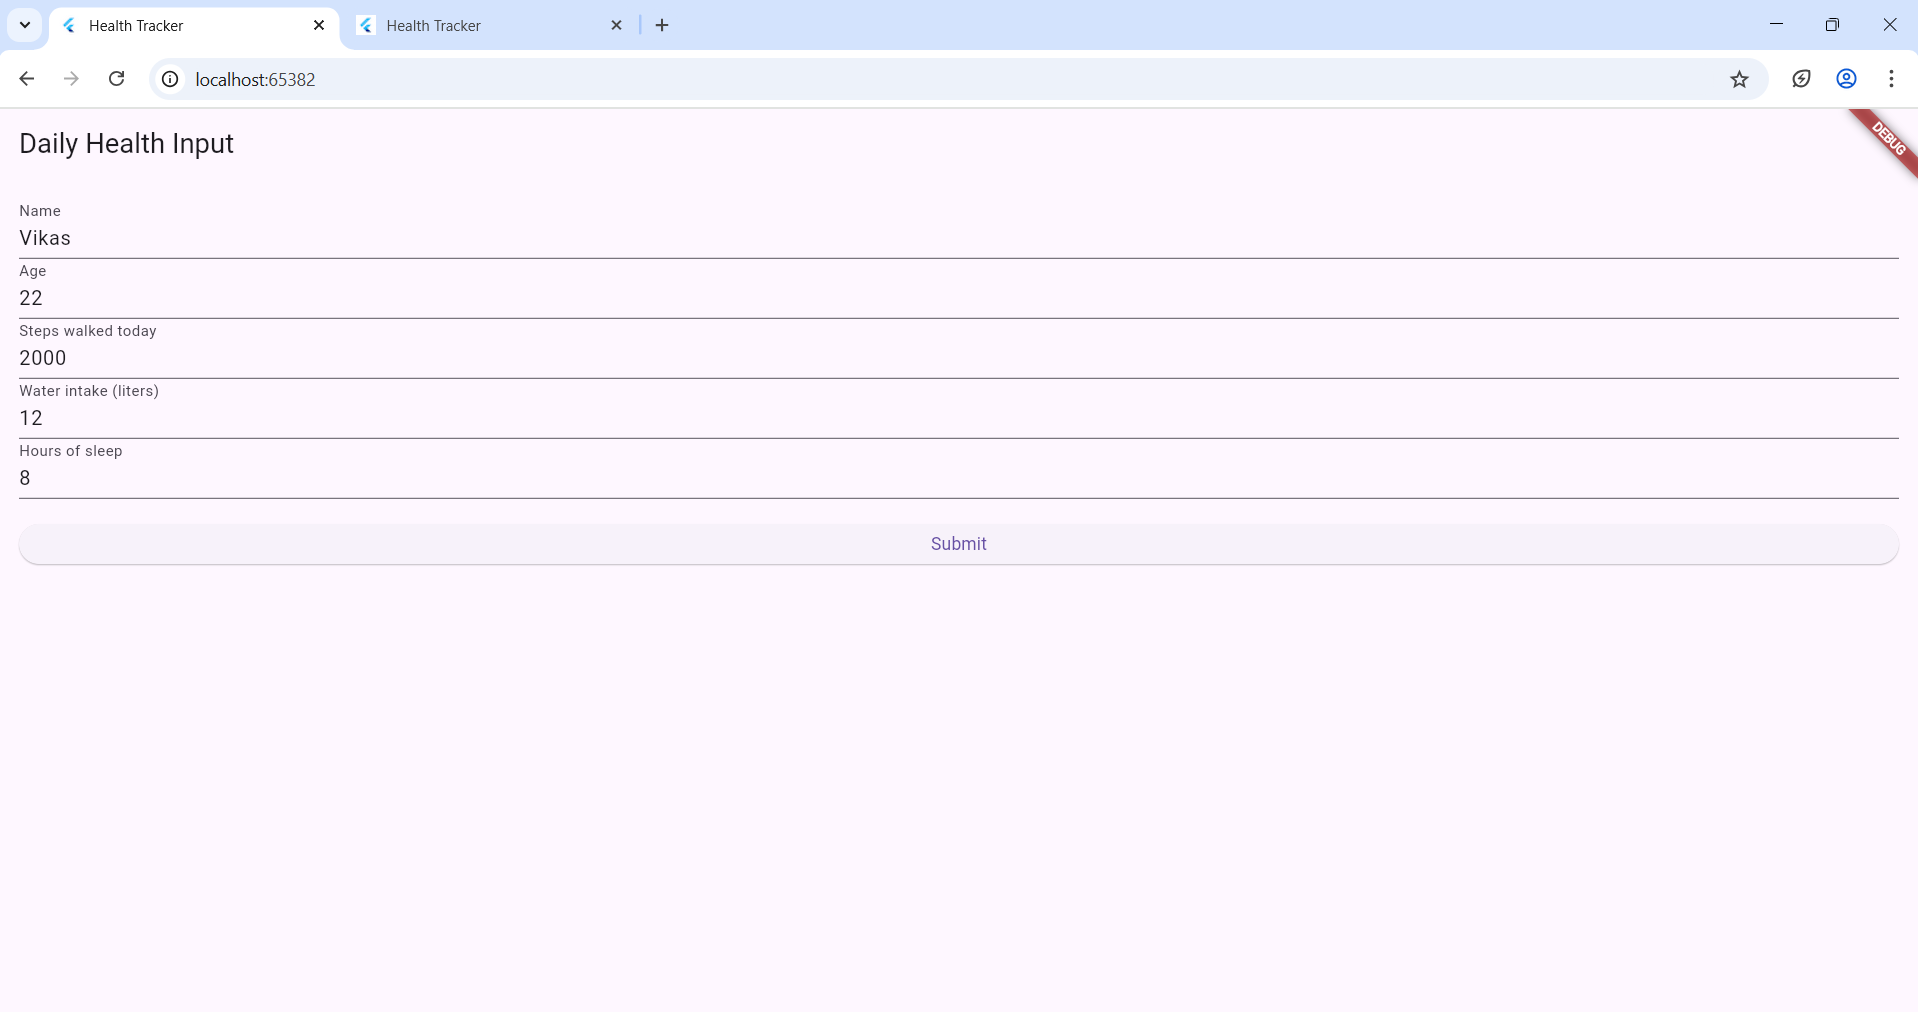 Health Tracker
Health Tracker
localhost:65382
DEBUG
Daily Health Input
Name
Vikas
Age
22
Steps walked today
2000
Water intake (liters)
12
Hours of sleep
8
Submit